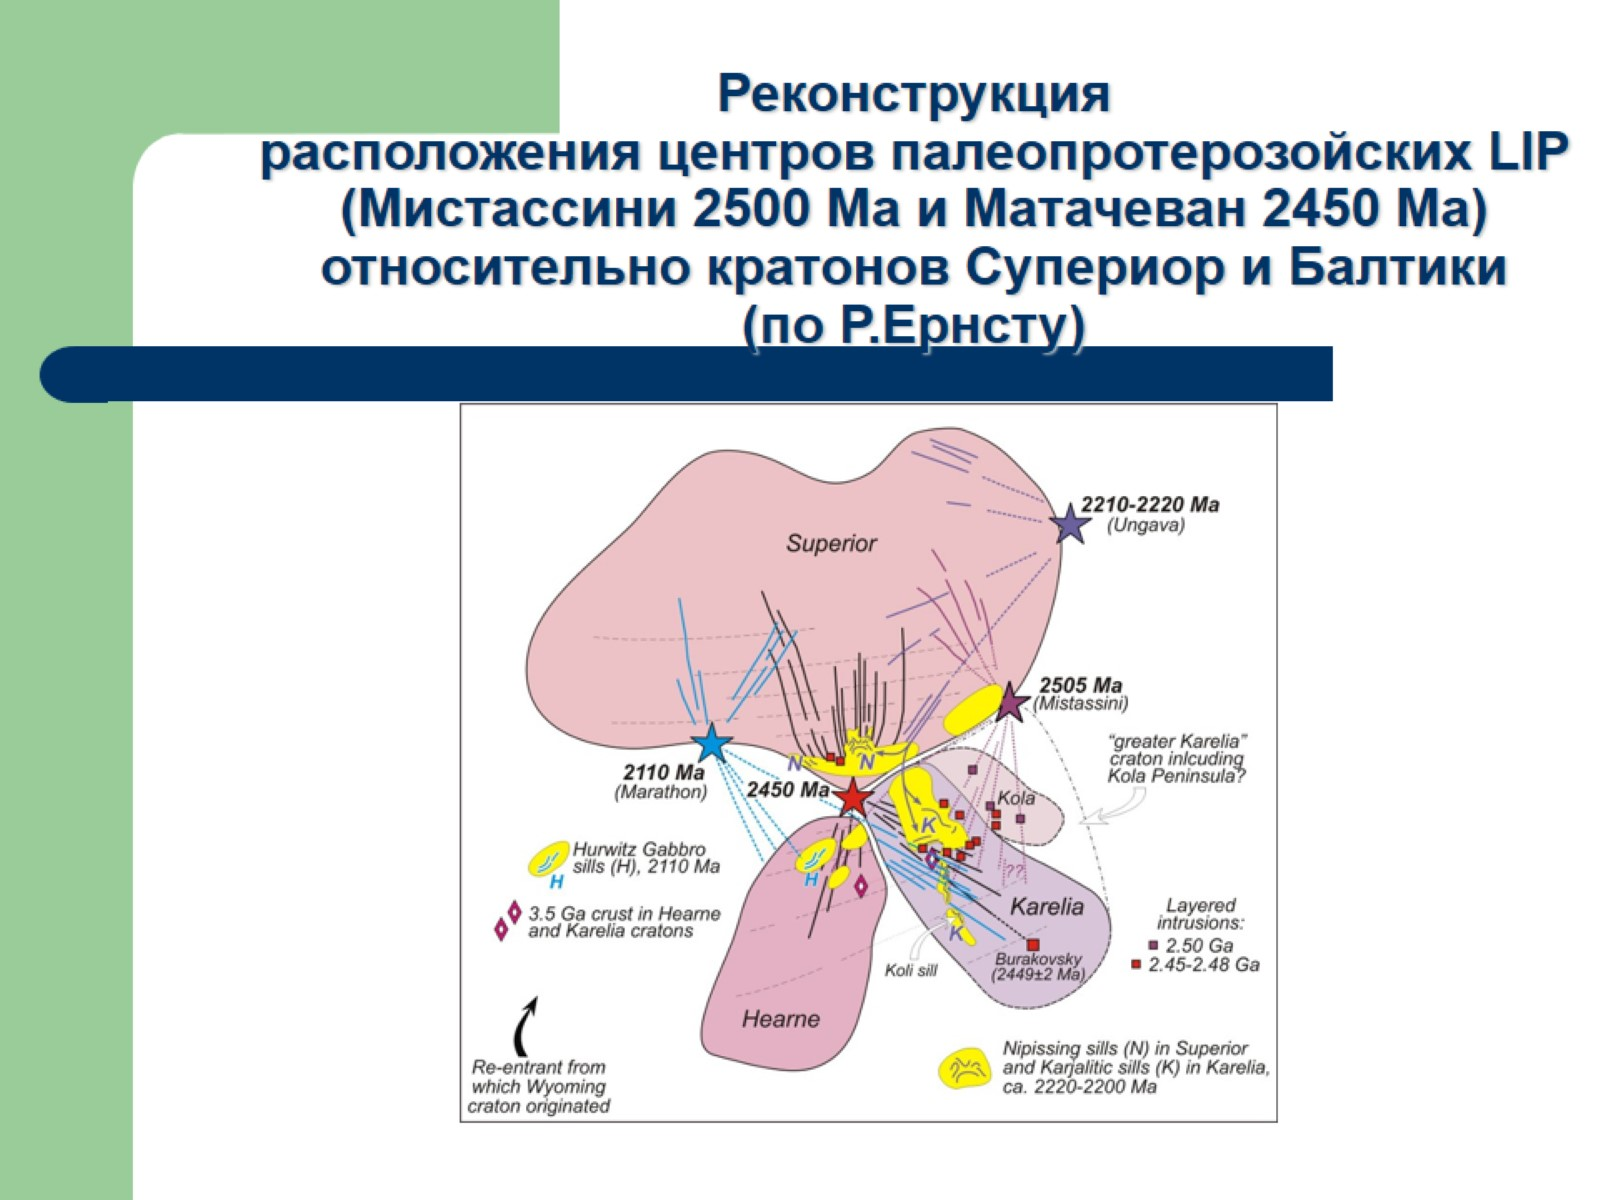 Реконструкция
расположения центров палеопротерозойских LIP
(Мистассини 2500 Ma и Матачеван 2450 Ma)
относительно кратонов Супериор и Балтики
(по Р.Ернсту)
2210-2220 Ma
(Ungava)
Superior
2505 Ma
(Mistassini)
"greater Karelia"
craton inlcuding
Kola Peninsula?
N
N
2110 Ma
(Marathon)
2450 Ma
Kola
K
Hurwitz Gabbro
sills (H), 2110 Ma
H
H
??
3.5 Ga crust in Hearne
and Karelia cratons
Karelia
Layered
intrusions:
2.50 Ga
2.45-2.48 Ga
K
Koli sill
Burakovsky
(2449±2 Ma)
Hearne
Re-entrant from
which Wyoming
craton originated
Nipissing sills (N) in Superior
and Karjalitic sills (K) in Karelia,
ca. 2220-2200 Ma